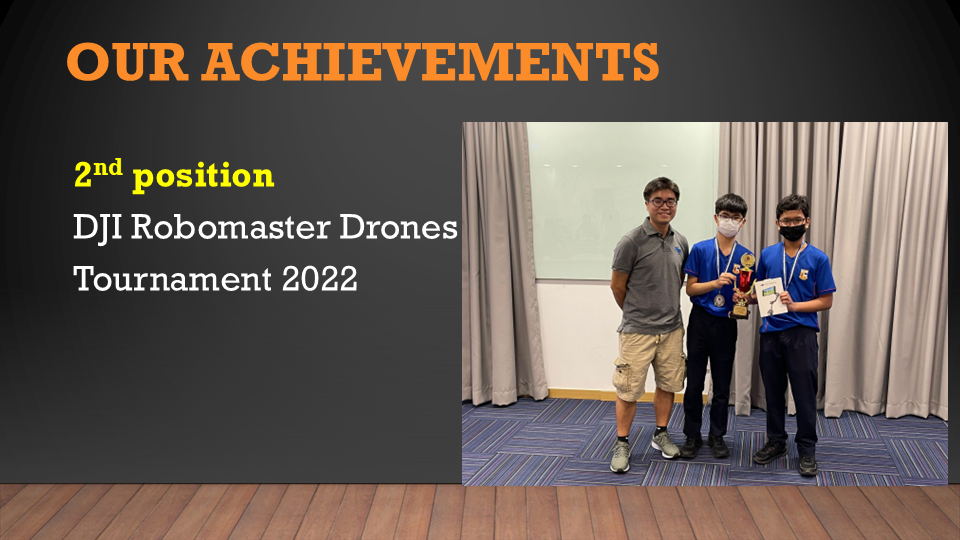 OUR ACHIEVEMENTS
2nd position
DJI Robomaster Drones
Tournament 2022